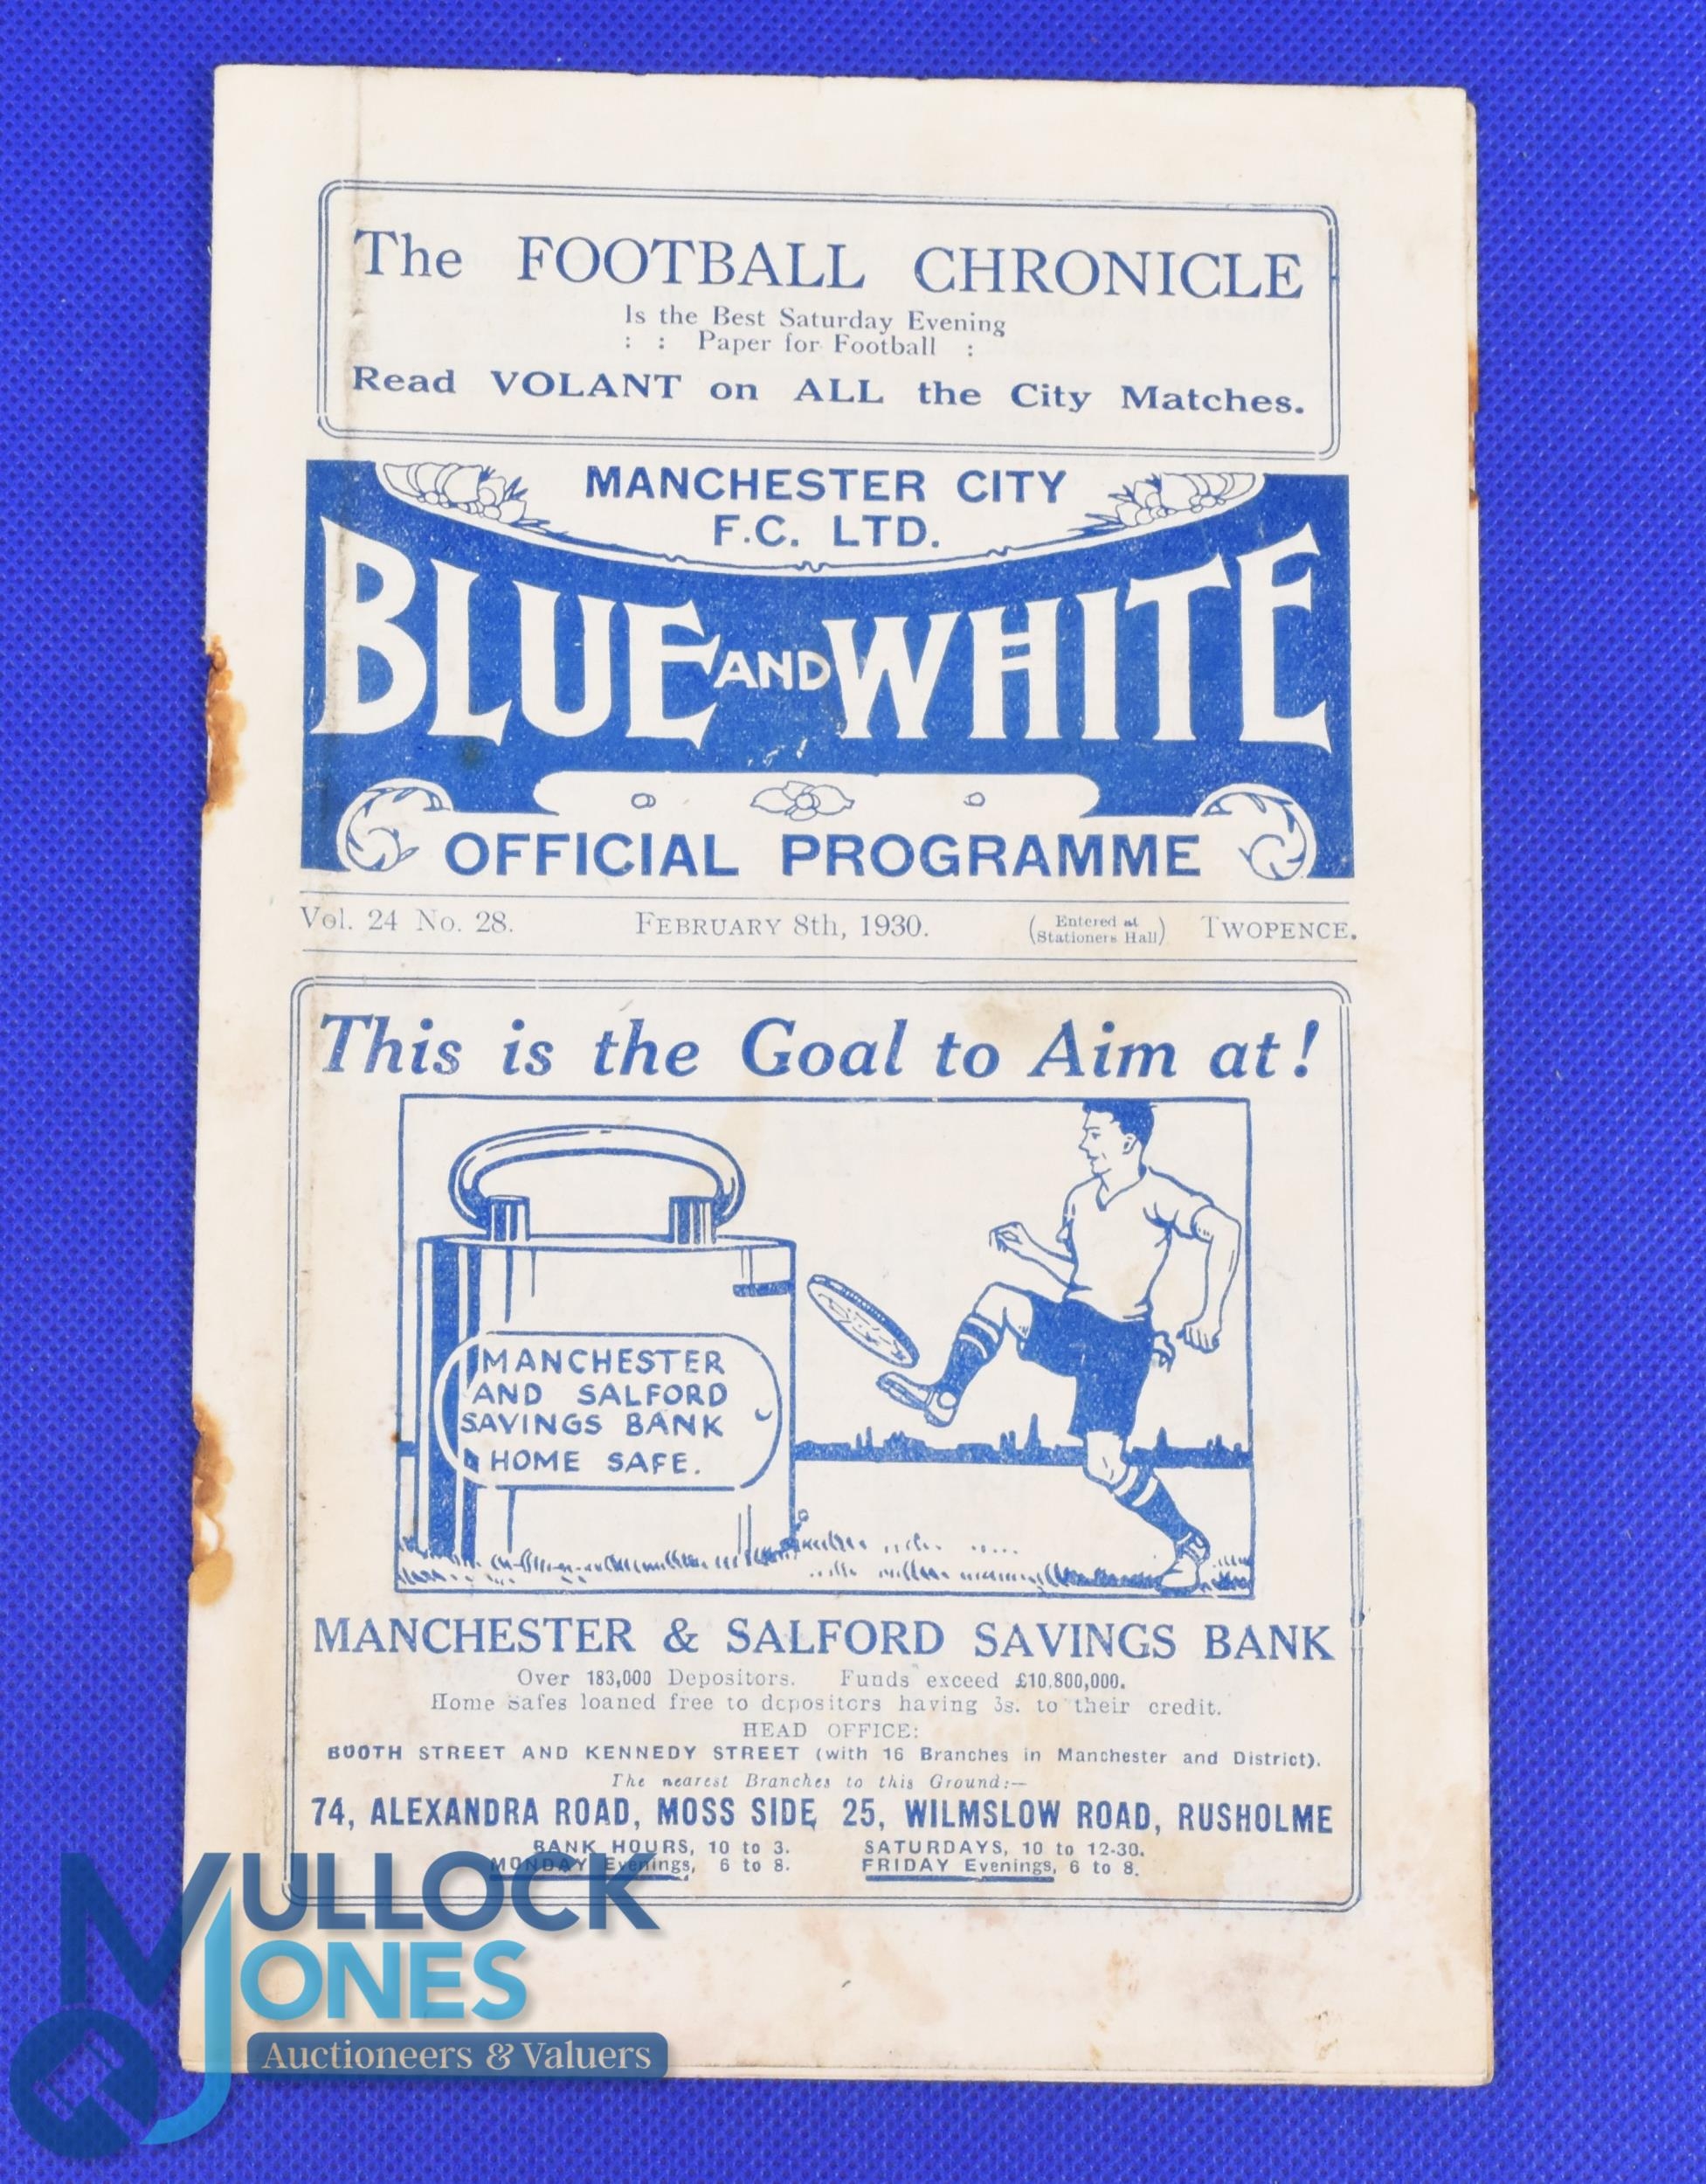 The FOOTBALL CHRONICLE
Is the Best Saturday Evening
: : Paper for Football :
Read VOLANT on ALL the City Matches.
MANCHESTER CITY
F.C. LTD.
BLUE AND WHITE
OFFICIAL PROGRAMME
Vol. 24 No. 28. FEBRUARY 8th, 1930. (Entered at Stationers Hall) TWOPENCE.
This is the Goal to Aim at!
MANCHESTER
AND SALFORD
SAVINGS BANK
HOME SAFE.
MANCHESTER & SALFORD SAVINGS BANK
Over 183,000 Depositors. Funds exceed £10,800,000.
Home Safes loaned free to depositors having 3s. to their credit.
HEAD OFFICE:
BOOTH STREET AND KENNEDY STREET (with 16 Branches in Manchester and District).
The nearest Branches to this Ground:—
74, ALEXANDRA ROAD, MOSS SIDE, 25, WILMSLOW ROAD, RUSHOLME
BANK HOURS, 10 to 3. SATURDAYS, 10 to 12-30.
MONDAY Evenings, 6 to 8. FRIDAY Evenings, 6 to 8.
MULLOCK
JONES
Auctioneers & Valuers